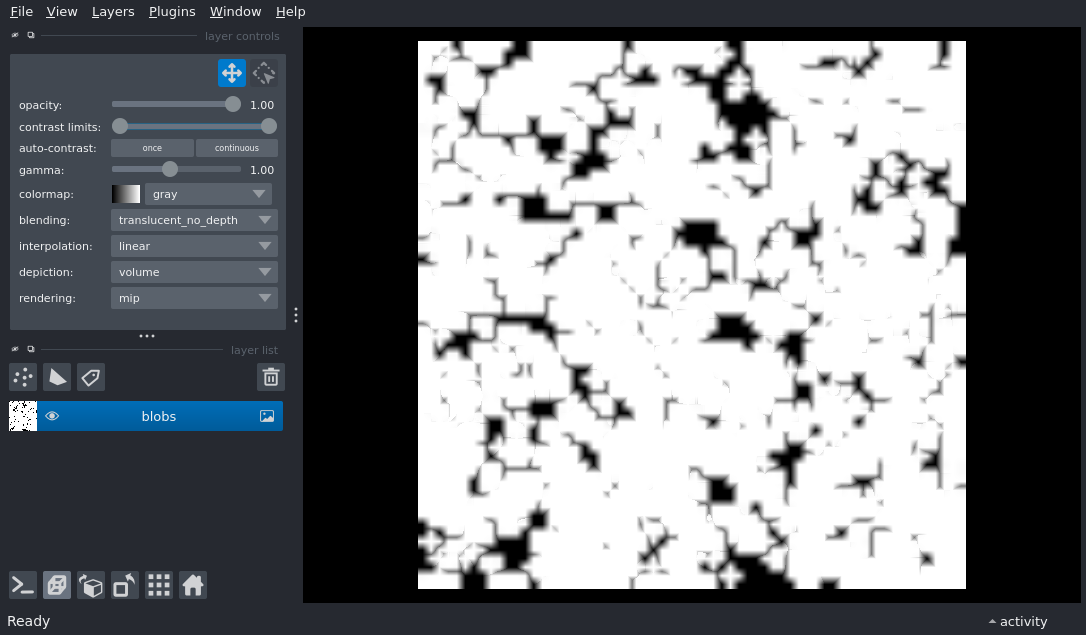 File View Layers Plugins Window Help
layer controls
opacity: 1.00
contrast limits:
auto-contrast: once continuous
gamma: 1.00
colormap: gray
blending: translucent_no_depth
interpolation: linear
depiction: volume
rendering: mip
layer list
blobs
Ready activity